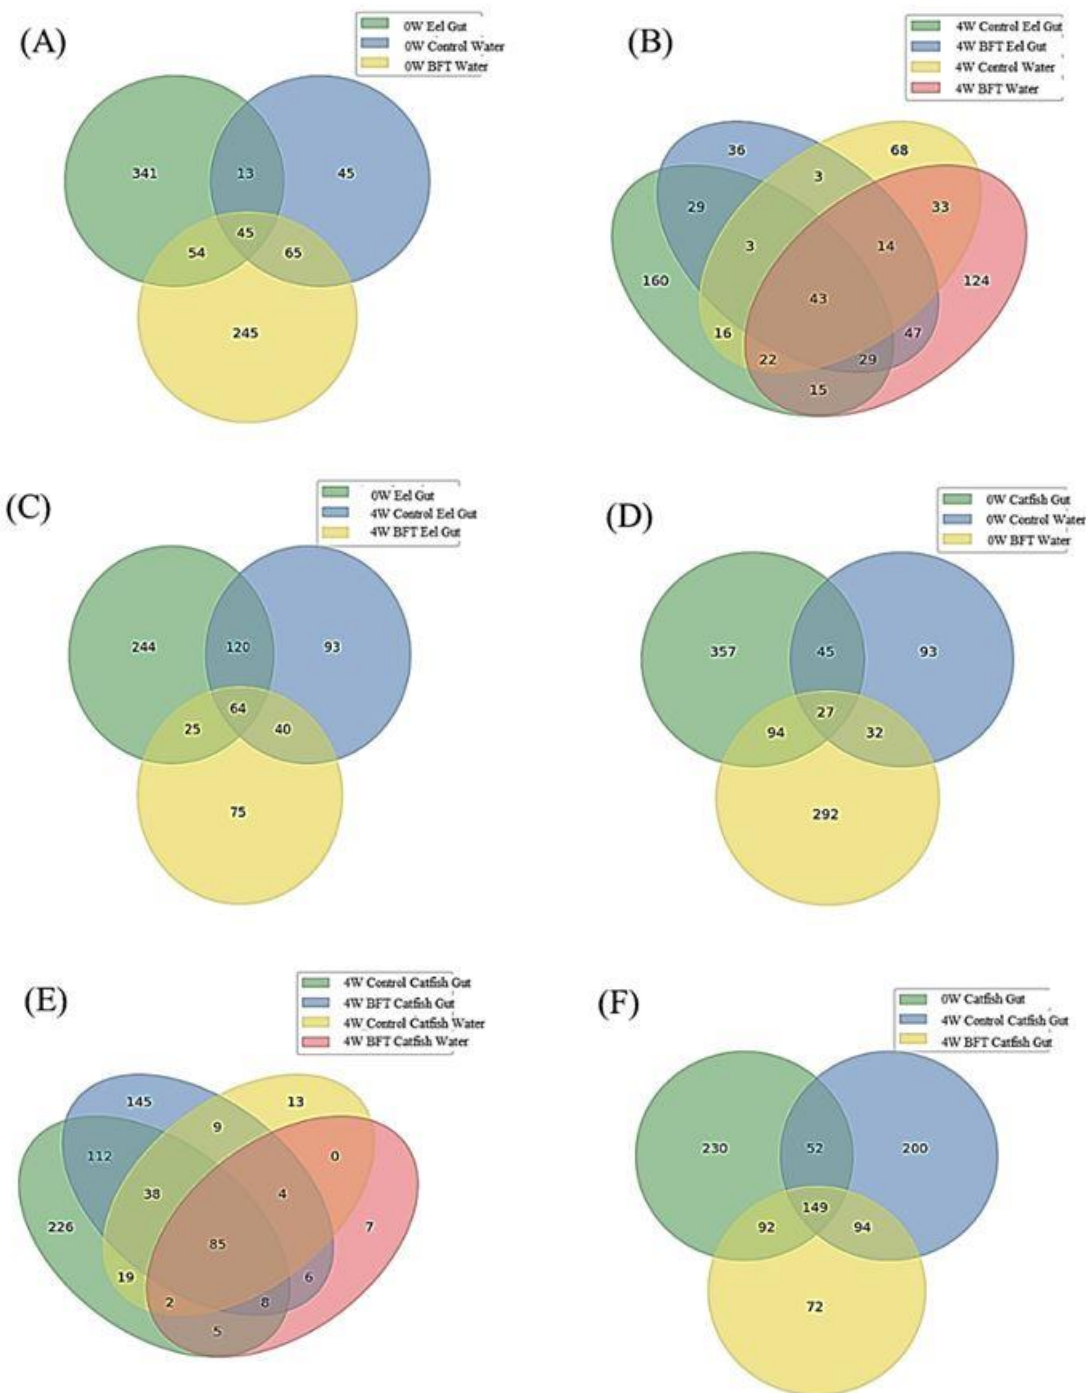 (A)
0W Eel Gut
0W Control Water
0W BFT Water
341
13
45
45
54
65
245
(B)
4W Control Eel Gut
4W BFT Eel Gut
4W Control Water
4W BFT Water
36
68
3
29
33
3
14
160
124
43
16
47
22
29
15
(C)
0W Eel Gut
4W Control Eel Gut
4W BFT Eel Gut
244
120
93
64
25
40
75
(D)
0W Catfish Gut
0W Control Water
0W BFT Water
357
45
93
27
94
32
292
(E)
4W Control Catfish Gut
4W BFT Catfish Gut
4W Control Catfish Water
4W BFT Catfish Water
145
13
9
112
0
38
4
226
7
85
19
6
2
8
5
(F)
0W Catfish Gut
4W Control Catfish Gut
4W BFT Catfish Gut
230
52
200
149
92
94
72